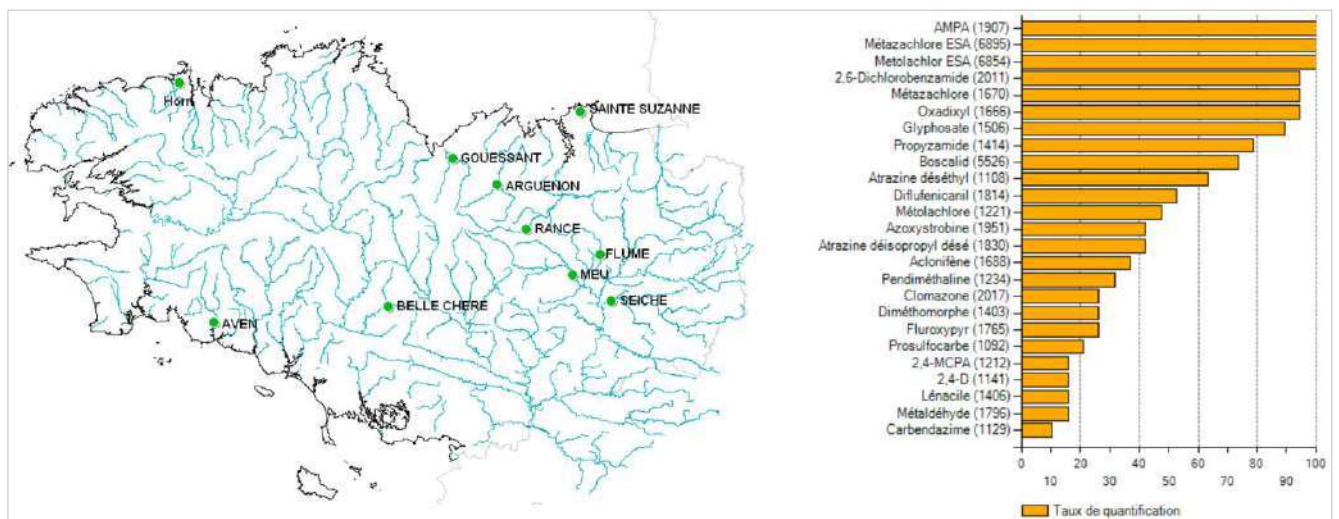 Horn
SAINTE SUZANNE
GOUESSANT
ARGUENON
RANCE
FLUME
MEU
SEICHE
BELLE CHERE
AVEN
AMPA (1907)
Métazachlore ESA (6895)
Metolachlor ESA (6854)
2,6-Dichlorobenzamide (2011)
Métazachlore (1670)
Oxadixyl (1666)
Glyphosate (1506)
Propyzamide (1414)
Boscalid (5526)
Atrazine déséthyl (1108)
Diflufenicanil (1814)
Métolachlore (1221)
Azoxystrobine (1951)
Atrazine déisopropyl désé (1830)
Aclonifène (1688)
Pendiméthaline (1234)
Clomazone (2017)
Diméthomorphe (1403)
Fluroxypyr (1765)
Prosulfocarbe (1092)
2,4-MCPA (1212)
2,4-D (1141)
Lénacile (1406)
Métaldéhyde (1796)
Carbendazime (1129)
0 20 40 60 80 100
10 30 50 70 90
Taux de quantification